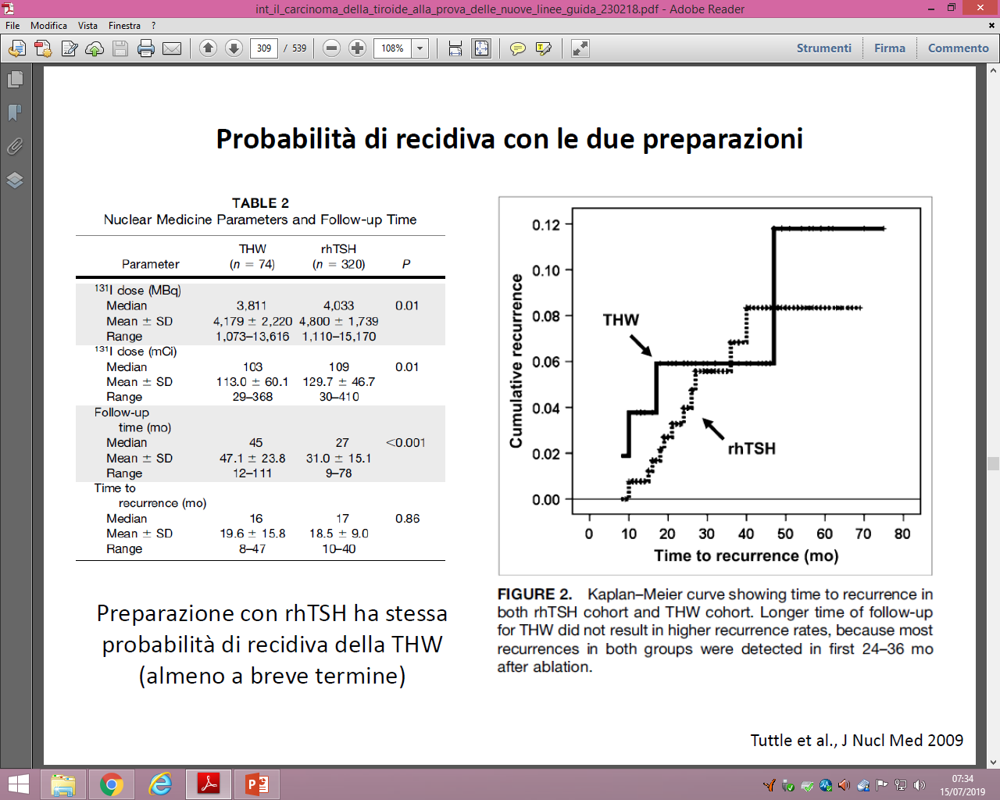 int_il_carcinoma_della_tiroide_alla_prova_delle_nuove_linee_guida_230218.pdf - Adobe Reader
File Modifica Vista Finestra ?
309 / 539 108% Strumenti Firma Commento
Probabilità di recidiva con le due preparazioni
TABLE 2
Nuclear Medicine Parameters and Follow-up Time
THW rhTSH
Parameter (n = 74) (n = 320) P
131I dose (MBq)
Median 3,811 4,033 0.01
Mean ± SD 4,179 ± 2,220 4,800 ± 1,739
Range 1,073–13,616 1,110–15,170
131I dose (mCi)
Median 103 109 0.01
Mean ± SD 113.0 ± 60.1 129.7 ± 46.7
Range 29–368 30–410
Follow-up
time (mo)
Median 45 27 <0.001
Mean ± SD 47.1 ± 23.8 31.0 ± 15.1
Range 12–111 9–78
Time to
recurrence (mo)
Median 16 17 0.86
Mean ± SD 19.6 ± 15.8 18.5 ± 9.0
Range 8–47 10–40
Preparazione con rhTSH ha stessa
probabilità di recidiva della THW
(almeno a breve termine)
Cumulative recurrence
0.12
0.10
0.08
0.06
0.04
0.02
0.00
THW
rhTSH
0 10 20 30 40 50 60 70 80
Time to recurrence (mo)
FIGURE 2. Kaplan–Meier curve showing time to recurrence in
both rhTSH cohort and THW cohort. Longer time of follow-up
for THW did not result in higher recurrence rates, because most
recurrences in both groups were detected in first 24–36 mo
after ablation.
Tuttle et al., J Nucl Med 2009
07:34
15/07/2019